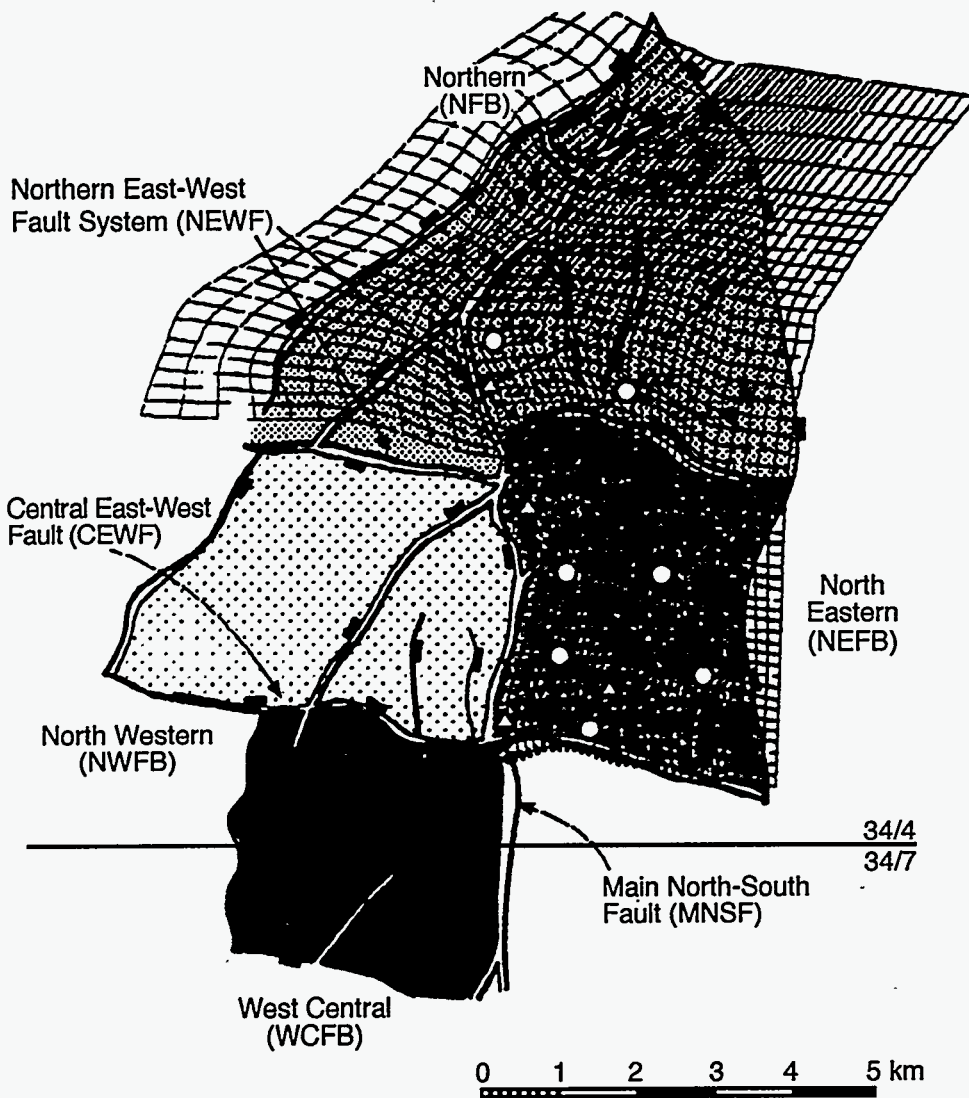 Northern
(NFB)
Northern East-West
Fault System (NEWF)
Central East-West
Fault (CEWF)
North
Eastern
(NEFB)
North Western
(NWFB)
34/4
34/7
Main North-South
Fault (MNSF)
West Central
(WCFB)
0 1 2 3 4 5 km